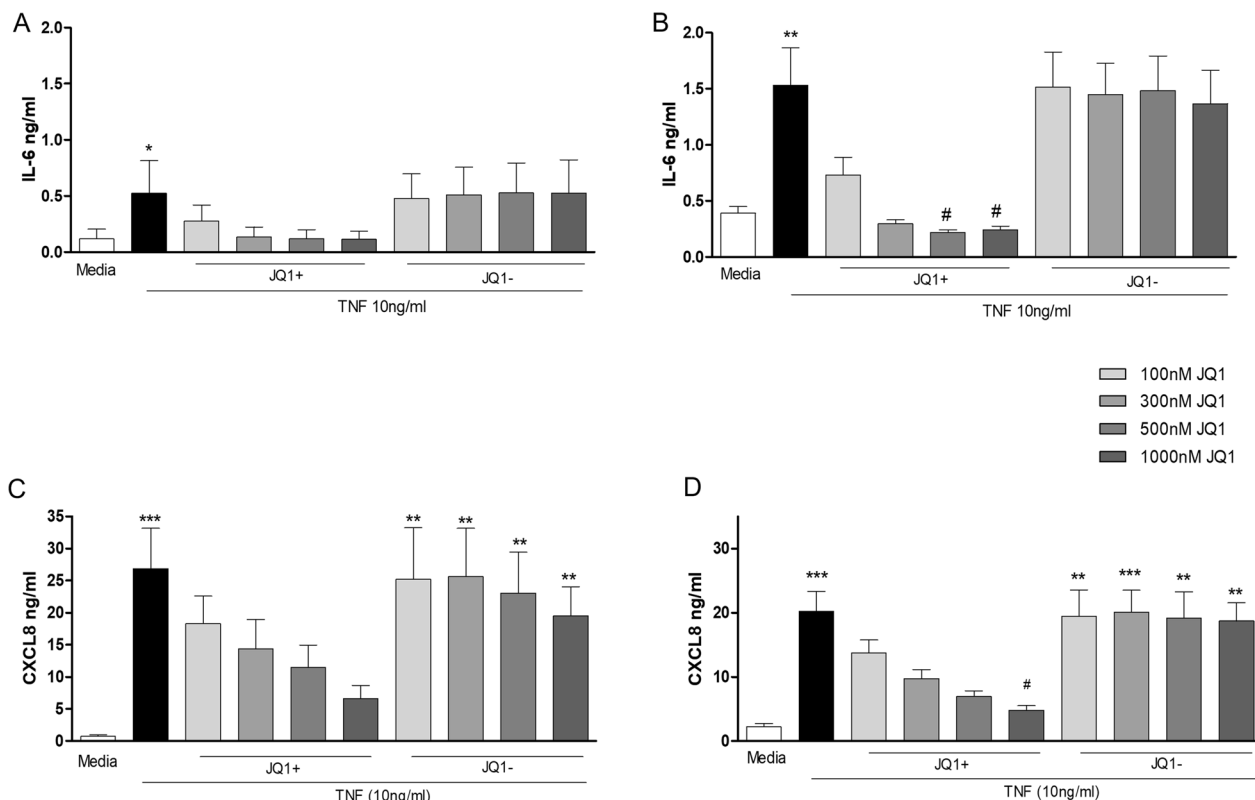 A
IL-6 ng/ml
2.0
1.5
1.0
0.5
0.0
*
Media
JQ1+
JQ1-
TNF 10ng/ml
B
IL-6 ng/ml
2.0
1.5
1.0
0.5
0.0
**
# #
Media
JQ1+
JQ1-
TNF 10ng/ml
100nM JQ1
300nM JQ1
500nM JQ1
1000nM JQ1
C
CXCL8 ng/ml
35
30
25
20
15
10
5
0
*** ** ** ** **
Media
JQ1+
JQ1-
TNF (10ng/ml)
D
CXCL8 ng/ml
30
20
10
0
*** # ** *** ** **
Media
JQ1+
JQ1-
TNF (10ng/ml)